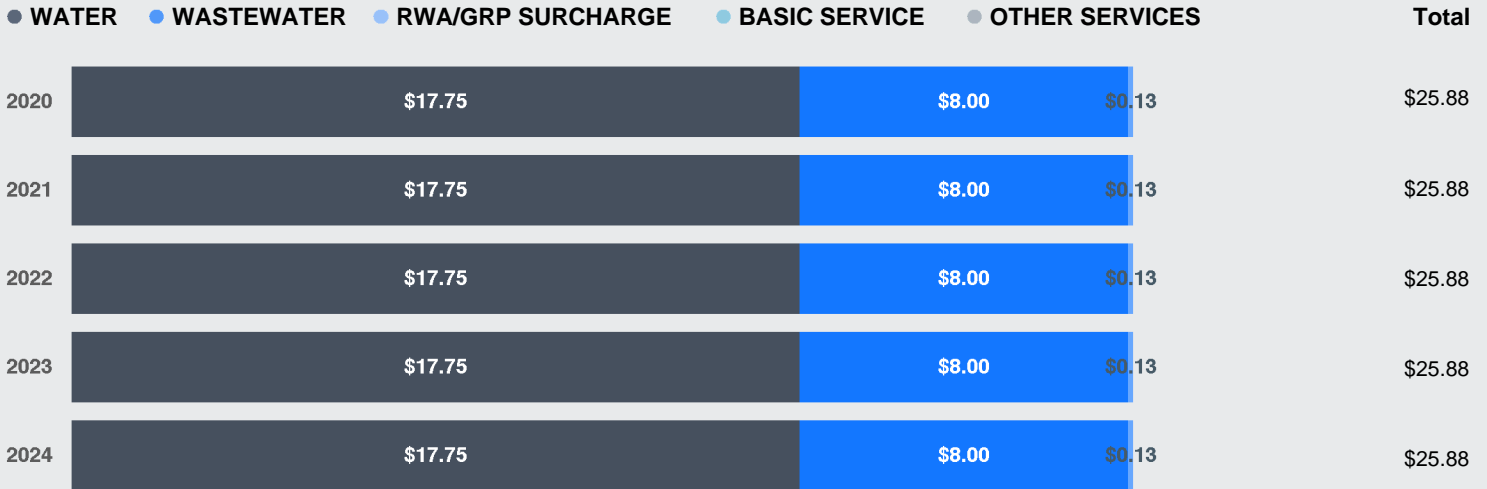 WATER WASTEWATER RWA/GRP SURCHARGE BASIC SERVICE OTHER SERVICES Total
2020 $17.75 $8.00 $0.13 $25.88
2021 $17.75 $8.00 $0.13 $25.88
2022 $17.75 $8.00 $0.13 $25.88
2023 $17.75 $8.00 $0.13 $25.88
2024 $17.75 $8.00 $0.13 $25.88